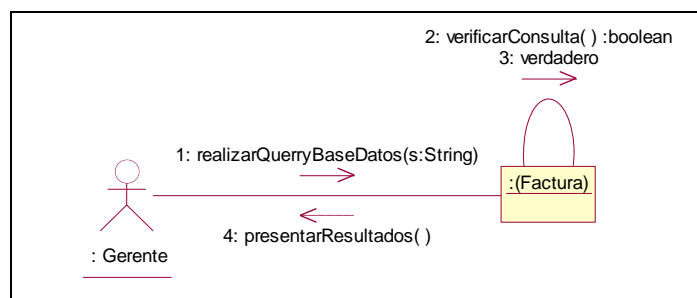 2: verificarConsulta( ) :boolean
3: verdadero
1: realizarQuerryBaseDatos(s:String)
:(Factura)
4: presentarResultados( )
: Gerente